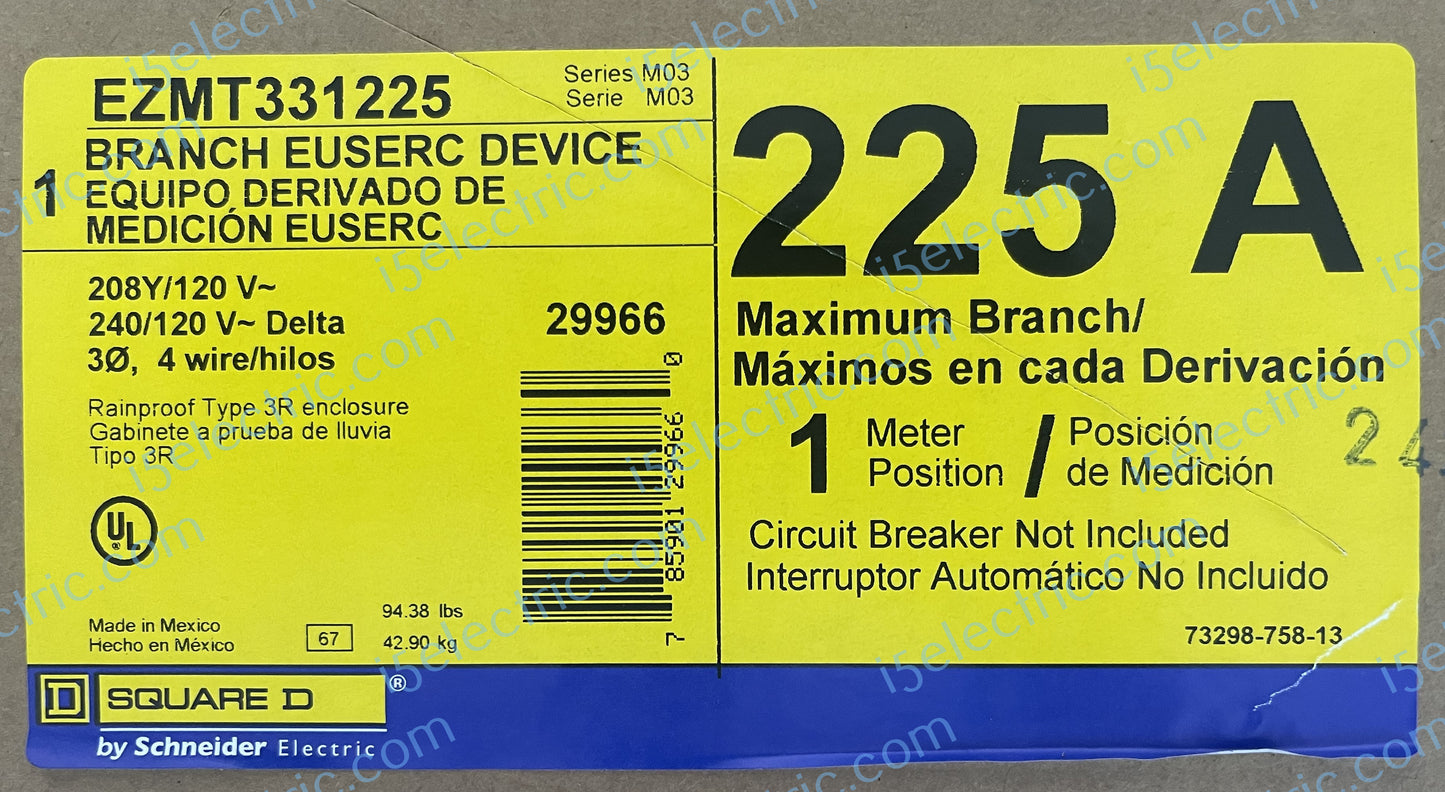 EZMT331225
Series M03
Serie M03
1
BRANCH EUSERC DEVICE
EQUIPO DERIVADO DE
MEDICIÓN EUSERC
208Y/120 V~
240/120 V~ Delta
3Ø, 4 wire/hilos
29966
Rainproof Type 3R enclosure
Gabinete a prueba de lluvia
Tipo 3R
7 85901 29966 0
UL
®
94.38 lbs
42.90 kg
Made in Mexico
Hecho en México
67
225 A
Maximum Branch/
Máximos en cada Derivación
1 Meter Position / Posición de Medición
24.
Circuit Breaker Not Included
Interruptor Automático No Incluido
73298-758-13
D SQUARE D ®
by Schneider Electric
i5electric.com